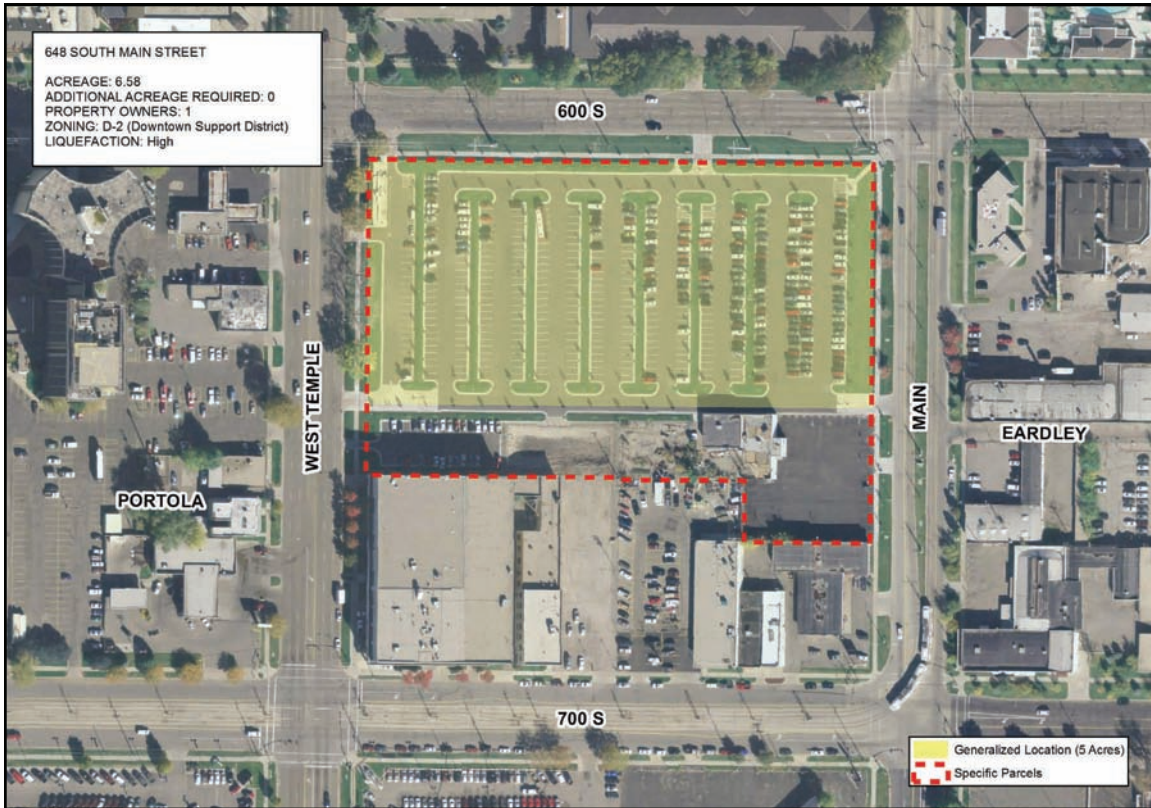 648 SOUTH MAIN STREET
ACREAGE: 6.58
ADDITIONAL ACREAGE REQUIRED: 0
PROPERTY OWNERS: 1
ZONING: D-2 (Downtown Support District)
LIQUEFACTION: High
600 S
WEST TEMPLE
MAIN
EARDLEY
PORTOLA
700 S
Generalized Location (5 Acres)
Specific Parcels